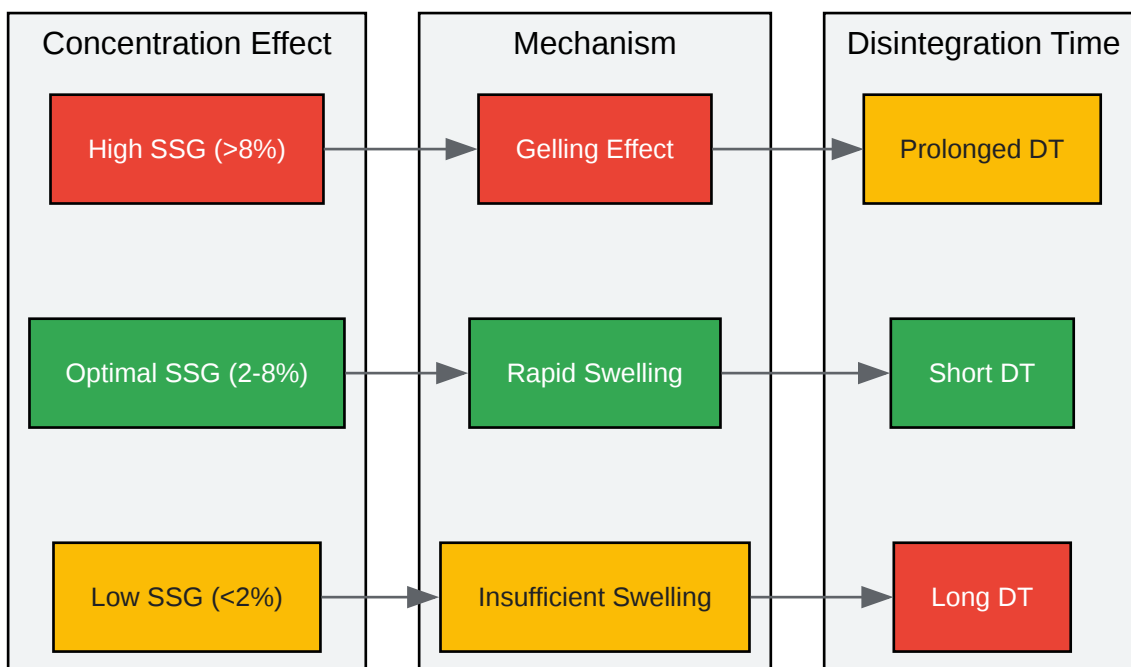 Concentration Effect
Mechanism
Disintegration Time
High SSG (>8%)
Gelling Effect
Prolonged DT
Optimal SSG (2-8%)
Rapid Swelling
Short DT
Low SSG (<2%)
Insufficient Swelling
Long DT